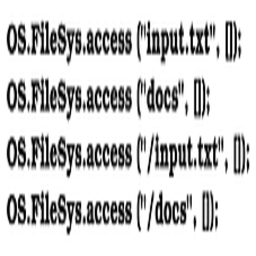 OS.FileSys.access ("input.txt", []);
OS.FileSys.access ("docs", []);
OS.FileSys.access ("/input.txt", []);
OS.FileSys.access ("/docs", []);